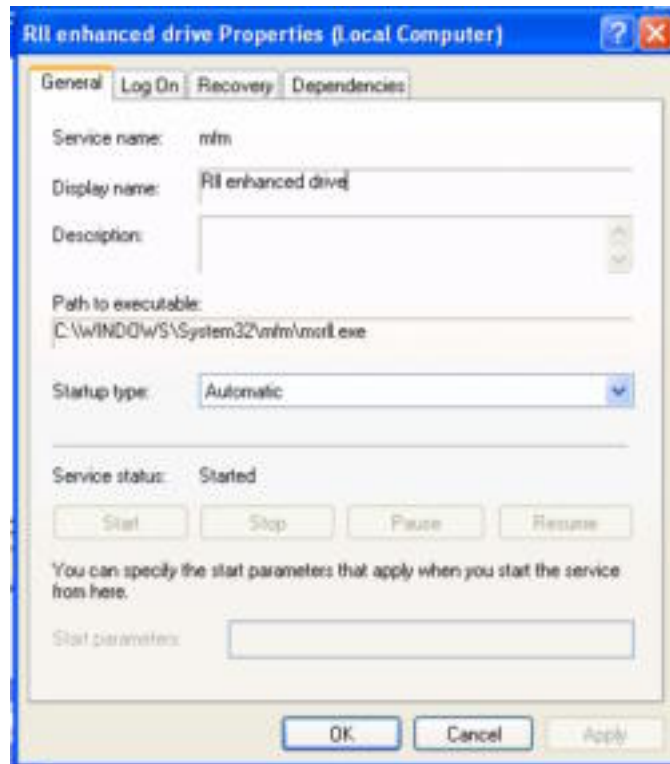 Rll enhanced drive Properties (Local Computer)
General Log On Recovery Dependencies
Service name: mfm
Display name: Rll enhanced drive
Description:
Path to executable:
C:\WINDOWS\System32\mfm\msrll.exe
Startup type: Automatic
Service status: Started
Start Stop Pause Resume
You can specify the start parameters that apply when you start the service
from here.
Start parameters:
OK Cancel Apply